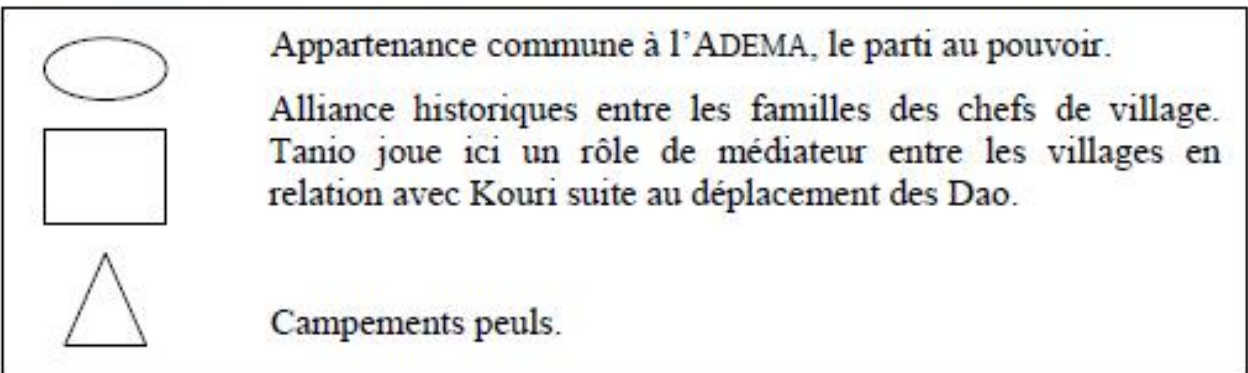 Appartenance commune à l'ADEMA, le parti au pouvoir.
Alliance historiques entre les familles des chefs de village.
Tanio joue ici un rôle de médiateur entre les villages en
relation avec Kouri suite au déplacement des Dao.
Campements peuls.